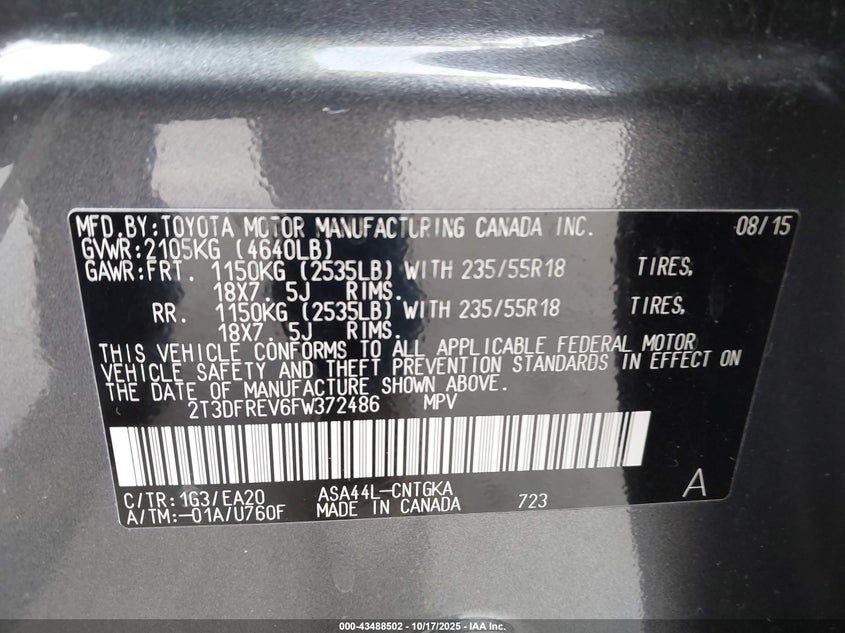 MFD.BY:TOYOTA MOTOR MANUFACTURING CANADA INC. 08/15
GVWR:2105KG (4640LB)
GAWR:FRT. 1150KG (2535LB) WITH 235/55R18 TIRES,
18X7. 5J RIMS.
RR. 1150KG (2535LB) WITH 235/55R18 TIRES,
18X7. 5J RIMS.
THIS VEHICLE CONFORMS TO ALL APPLICABLE FEDERAL MOTOR
VEHICLE SAFETY AND THEFT PREVENTION STANDARDS IN EFFECT ON
THE DATE OF MANUFACTURE SHOWN ABOVE.
2T3DFREV6FW372486 MPV
C/TR:1G3/EA20 ASA44L-CNTGKA A
A/TM:-01A/U760F MADE IN CANADA 723
000-43488502 - 10/17/2025 - IAA Inc.